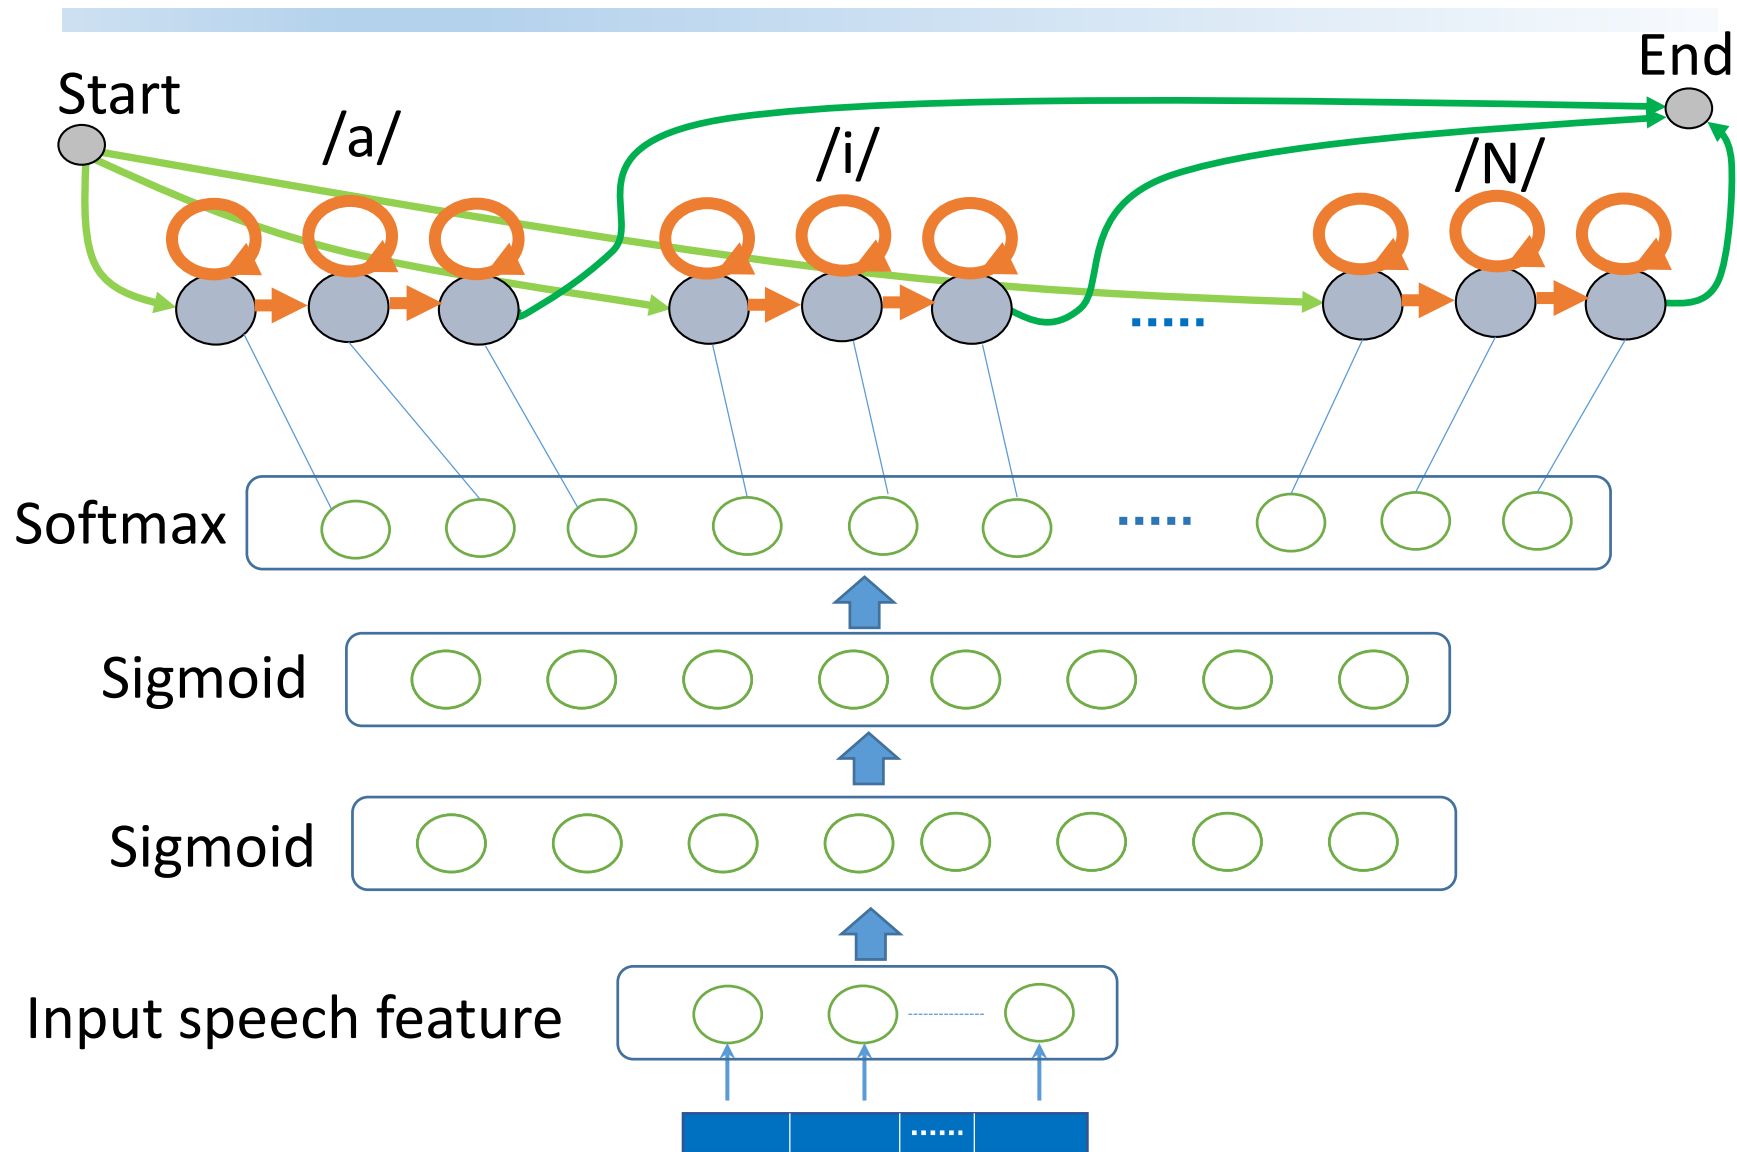 Start
End
/a/
/i/
/N/
Softmax
Sigmoid
Sigmoid
Input speech feature